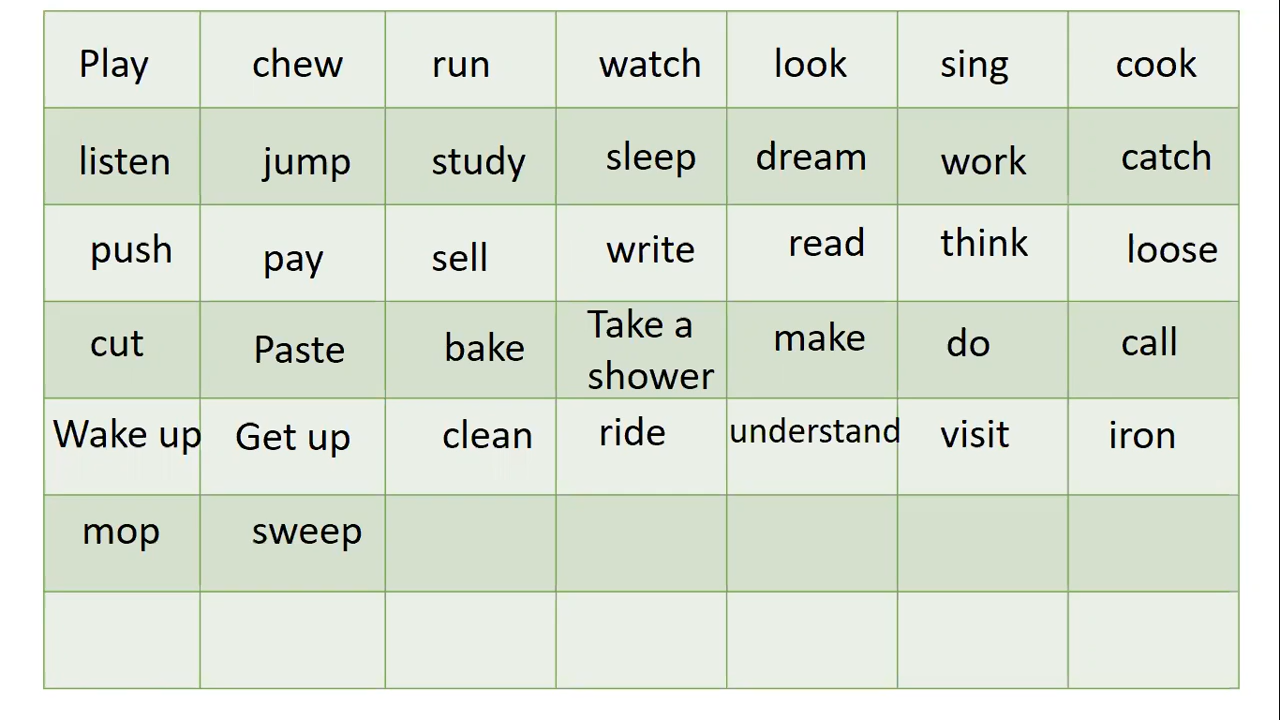 Play chew run watch look sing cook
listen jump study sleep dream work catch
push pay sell write read think loose
cut Paste bake Take a shower make do call
Wake up Get up clean ride understand visit iron
mop sweep